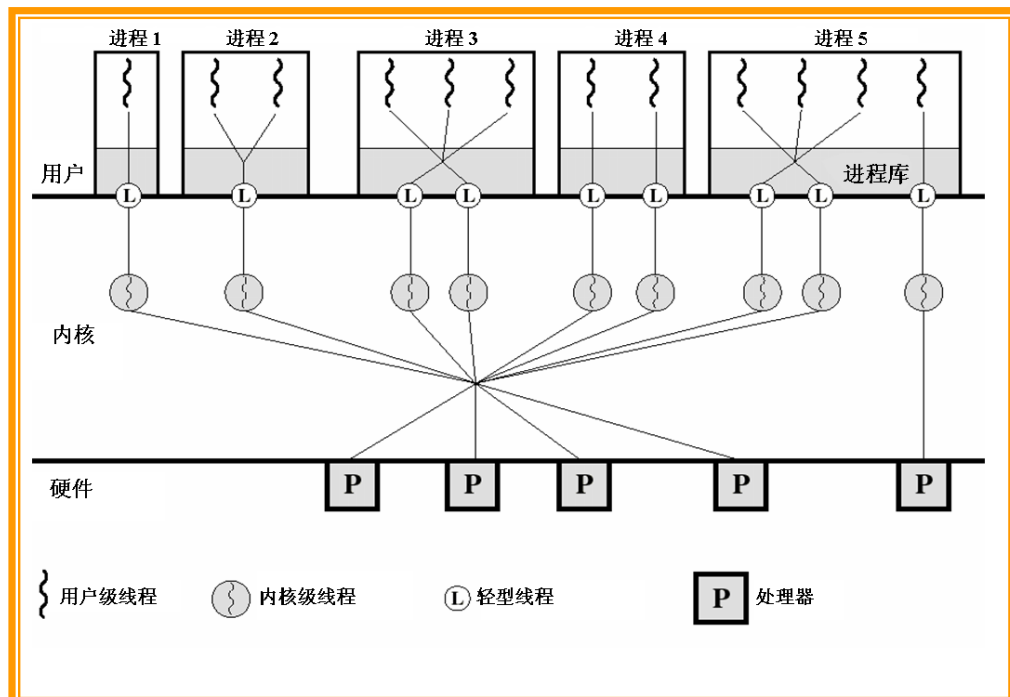 进程 1 进程 2 进程 3 进程 4 进程 5
用户 进程库
L L L L L L L L L
内核
硬件 P P P P P
用户级线程 内核级线程 L 轻型线程 P 处理器